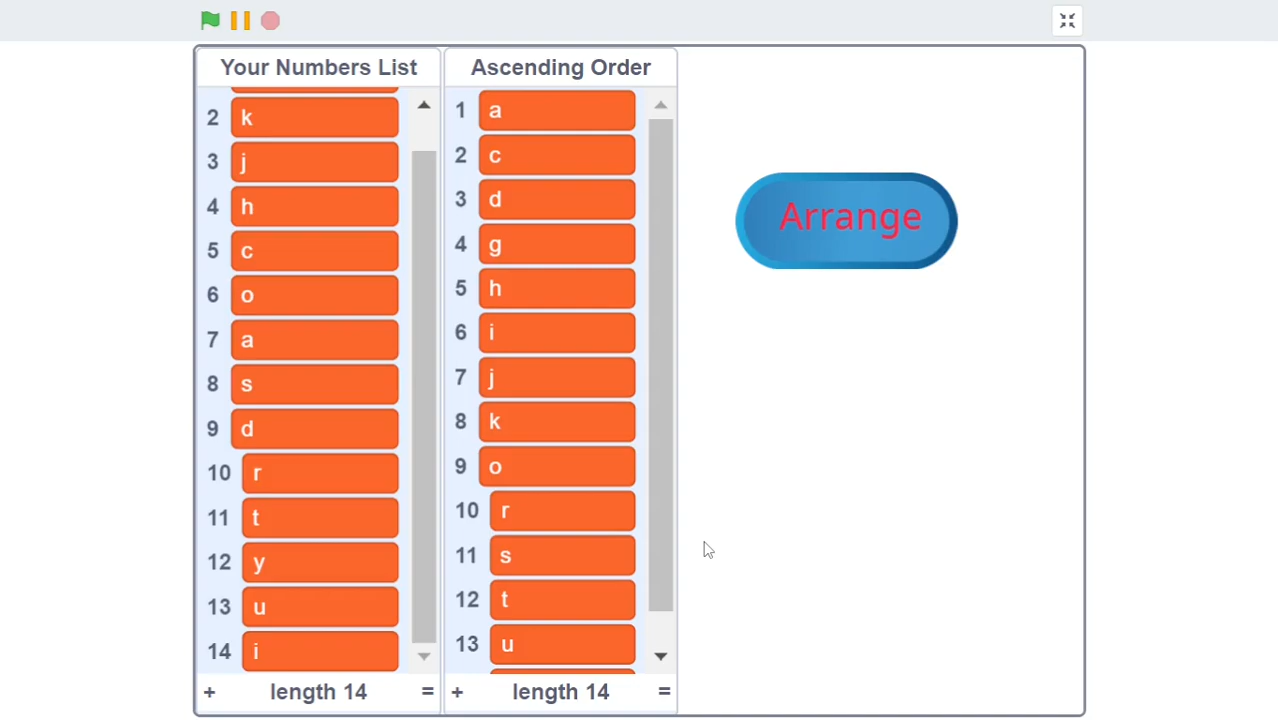 Your Numbers List
2 k
3 j
4 h
5 c
6 o
7 a
8 s
9 d
10 r
11 t
12 y
13 u
14 i
+ length 14 =
Ascending Order
1 a
2 c
3 d
4 g
5 h
6 i
7 j
8 k
9 o
10 r
11 s
12 t
13 u
+ length 14 =
Arrange